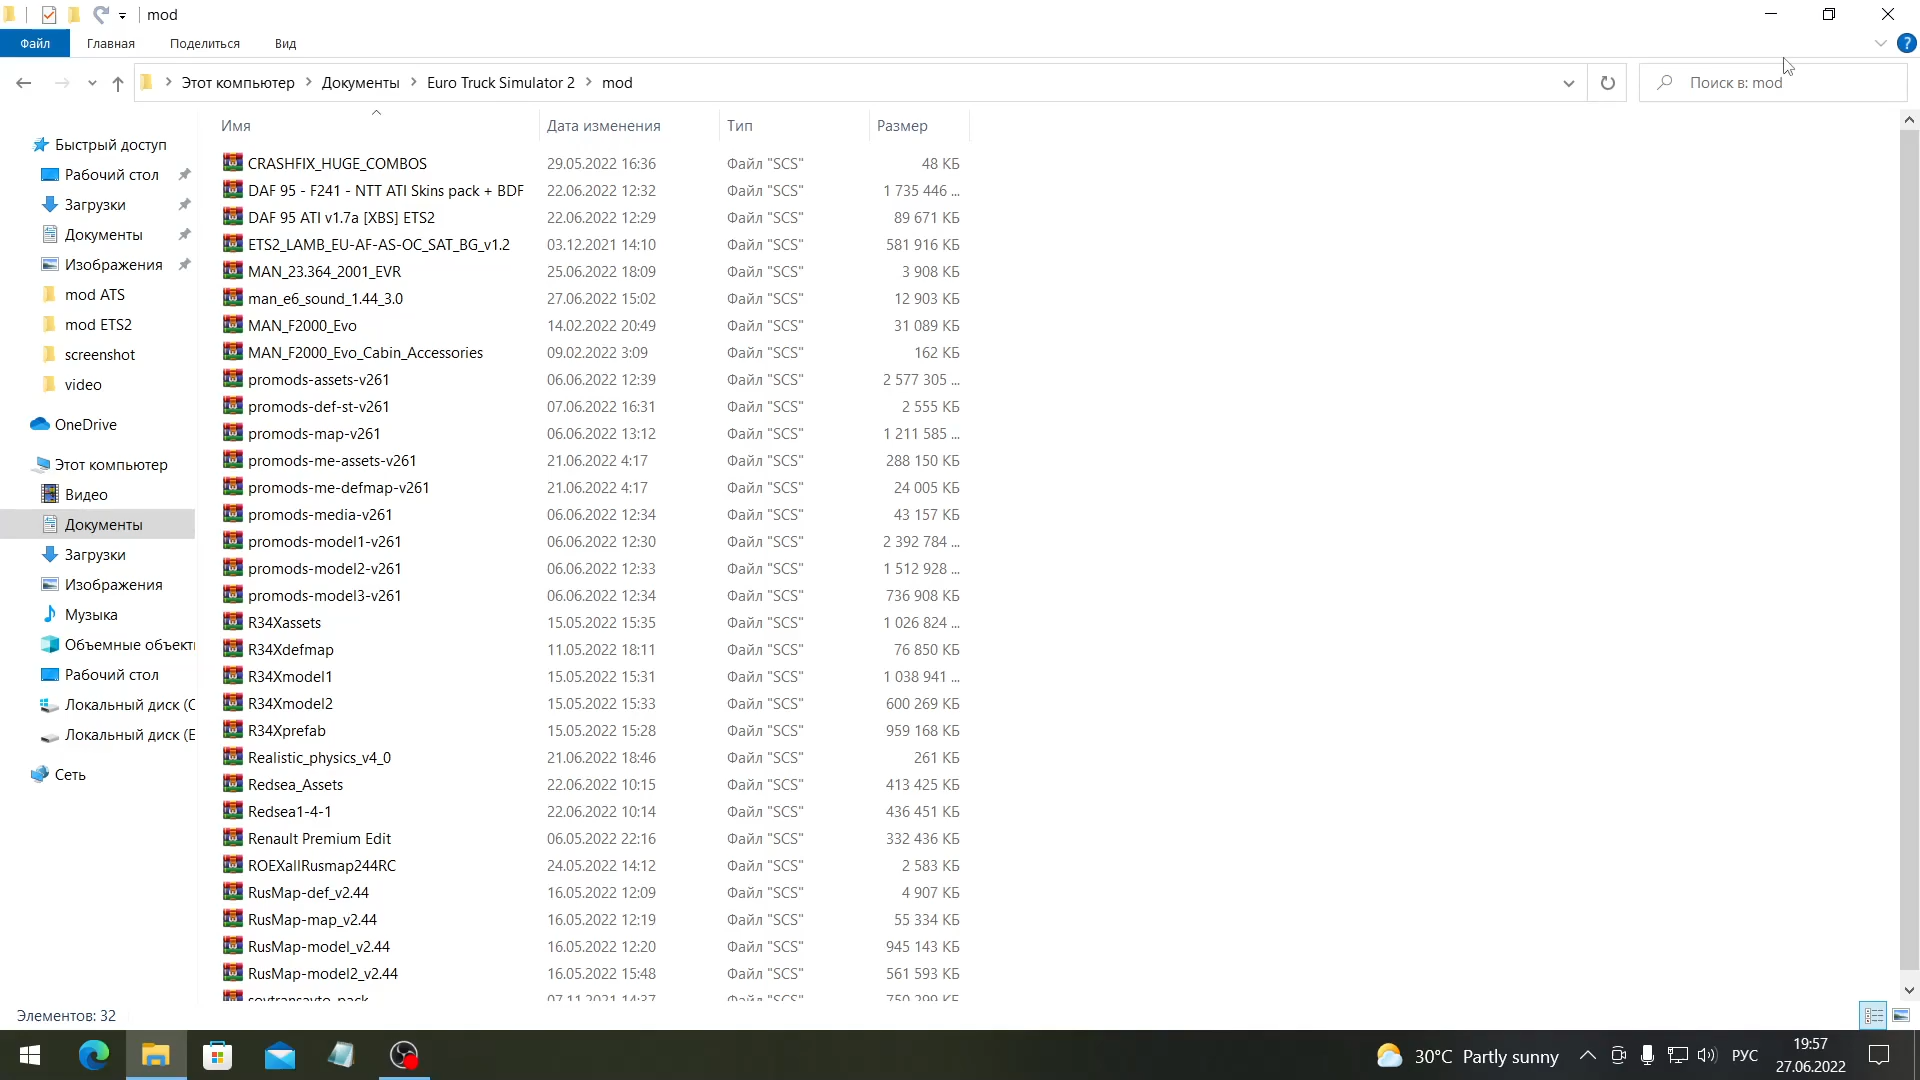 mod
Файл Главная Поделиться Вид
Этот компьютер Документы Euro Truck Simulator 2 mod Поиск в: mod
Имя Дата изменения Тип Размер
Быстрый доступ
Рабочий стол
Загрузки
Документы
Изображения
mod ATS
mod ETS2
screenshot
video
OneDrive
Этот компьютер
Видео
Документы
Загрузки
Изображения
Музыка
Объемные объект
Рабочий стол
Локальный диск (C
Локальный диск (E
Сеть
CRASHFIX_HUGE_COMBOS 29.05.2022 16:36 Файл "SCS" 48 КБ
DAF 95 - F241 - NTT ATI Skins pack + BDF 22.06.2022 12:32 Файл "SCS" 1 735 446 ...
DAF 95 ATI v1.7a [XBS] ETS2 22.06.2022 12:29 Файл "SCS" 89 671 КБ
ETS2_LAMB_EU-AF-AS-OC_SAT_BG_v1.2 03.12.2021 14:10 Файл "SCS" 581 916 КБ
MAN_23.364_2001_EVR 25.06.2022 18:09 Файл "SCS" 3 908 КБ
man_e6_sound_1.44_3.0 27.06.2022 15:02 Файл "SCS" 12 903 КБ
MAN_F2000_Evo 14.02.2022 20:49 Файл "SCS" 31 089 КБ
MAN_F2000_Evo_Cabin_Accessories 09.02.2022 3:09 Файл "SCS" 162 КБ
promods-assets-v261 06.06.2022 12:39 Файл "SCS" 2 577 305 ...
promods-def-st-v261 07.06.2022 16:31 Файл "SCS" 2 555 КБ
promods-map-v261 06.06.2022 13:12 Файл "SCS" 1 211 585 ...
promods-me-assets-v261 21.06.2022 4:17 Файл "SCS" 288 150 КБ
promods-me-defmap-v261 21.06.2022 4:17 Файл "SCS" 24 005 КБ
promods-media-v261 06.06.2022 12:34 Файл "SCS" 43 157 КБ
promods-model1-v261 06.06.2022 12:30 Файл "SCS" 2 392 784 ...
promods-model2-v261 06.06.2022 12:33 Файл "SCS" 1 512 928 ...
promods-model3-v261 06.06.2022 12:34 Файл "SCS" 736 908 КБ
R34Xassets 15.05.2022 15:35 Файл "SCS" 1 026 824 ...
R34Xdefmap 11.05.2022 18:11 Файл "SCS" 76 850 КБ
R34Xmodel1 15.05.2022 15:31 Файл "SCS" 1 038 941 ...
R34Xmodel2 15.05.2022 15:33 Файл "SCS" 600 269 КБ
R34Xprefab 15.05.2022 15:28 Файл "SCS" 959 168 КБ
Realistic_physics_v4_0 21.06.2022 18:46 Файл "SCS" 261 КБ
Redsea_Assets 22.06.2022 10:15 Файл "SCS" 413 425 КБ
Redsea1-4-1 22.06.2022 10:14 Файл "SCS" 436 451 КБ
Renault Premium Edit 06.05.2022 22:16 Файл "SCS" 332 436 КБ
ROEXallRusmap244RC 24.05.2022 14:12 Файл "SCS" 2 583 КБ
RusMap-def_v2.44 16.05.2022 12:09 Файл "SCS" 4 907 КБ
RusMap-map_v2.44 16.05.2022 12:19 Файл "SCS" 55 334 КБ
RusMap-model_v2.44 16.05.2022 12:20 Файл "SCS" 945 143 КБ
RusMap-model2_v2.44 16.05.2022 15:48 Файл "SCS" 561 593 КБ
sovtransavto_pack 07.11.2021 14:37 Файл "SCS" 750 299 КБ
Элементов: 32
30°C Partly sunny РУС 19:57
27.06.2022